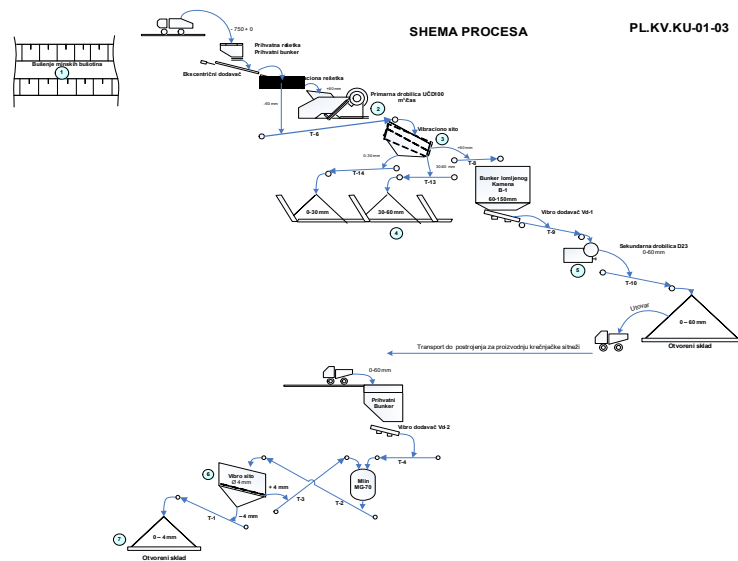 SHEMA PROCESA
PL.KV.KU-01-03
- 750 + 0
Prihvatna rešetka
Prihvatni bunker
Bušenje minskih bušotina
1
Ekscentrični dodavač
aciona rešetka
+60 mm
Primarna drobilica UČD100
m³/čas
-60 mm
2
T-6
Vibraciono sito
3
+60 mm
0-30 mm
30-60 mm
T-8
T-14
T-13
Bunker lomljenog
Kamena
B-1
60-150mm
0-30 mm
30-60 mm
4
Vibro dodavač Vd-1
T-9
Sekundarna drobilica D23
0-60 mm
5
T-10
Utovar
0 – 60 mm
Otvoreni sklad
Transport do postrojenja za proizvodnju krečnjačke sitneži
0-60 mm
Prihvatni
Bunker
Vibro dodavač Vd-2
T-4
6
Vibro sito
Ø 4 mm
+ 4 mm
T-3
T-2
Mlin
MG-70
T-1
– 4 mm
7
0 – 4 mm
Otvoreni sklad